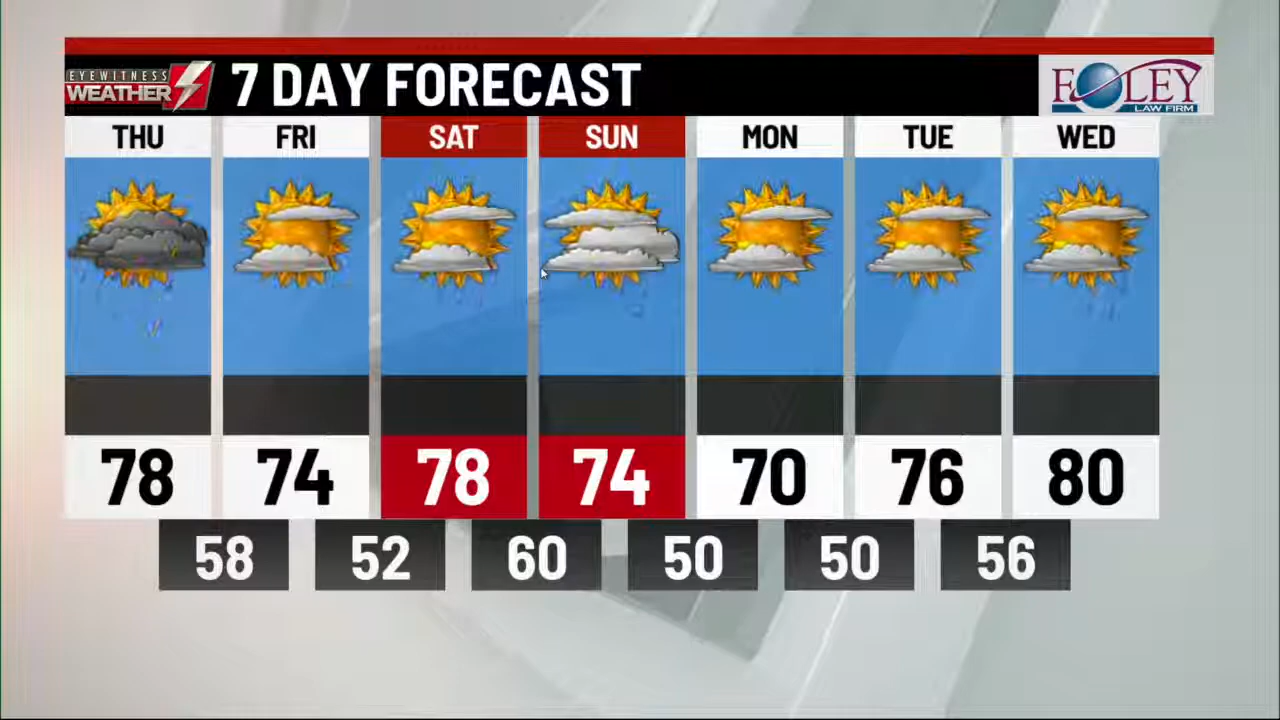 EYEWITNESS
WEATHER
7 DAY FORECAST
FOLEY
LAW FIRM
THU FRI SAT SUN MON TUE WED
78 74 78 74 70 76 80
58 52 60 50 50 56